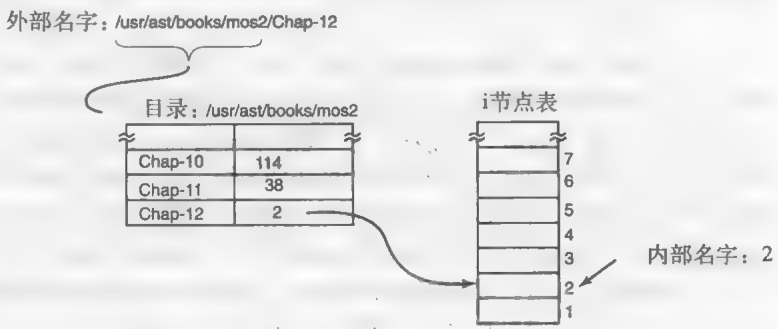 外部名字：/usr/ast/books/mos2/Chap-12
目录：/usr/ast/books/mos2
i节点表
Chap-10 114
Chap-11 38
Chap-12 2
7
6
5
4
3
2
1
内部名字：2